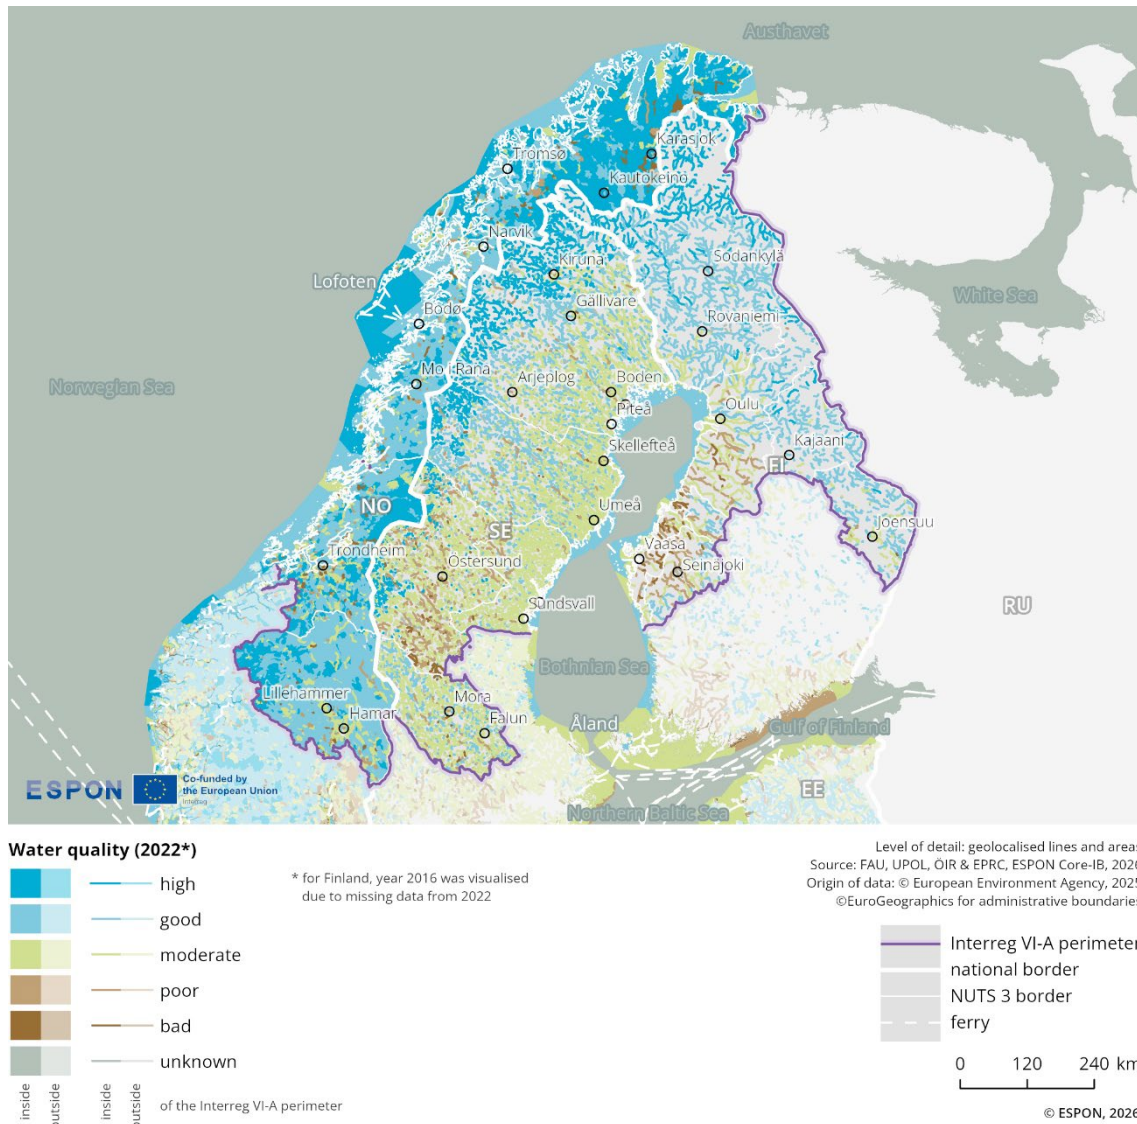 Austhavet
Karasjok
Tromsø
Kautokeino
Narvik
Kiruna
Sodankylä
Lofoten
White Sea
Gällivare
Bodø
Rovaniemi
Norwegian Sea
Mo i Rana
Arjeplog
Boden
Piteå
Oulu
Skellefteå
Kajaani
FI
NO
SE
Umeå
Joensuu
Trondheim
Östersund
Vaasa
Seinäjoki
Sundsvall
RU
Bothnian Sea
Lillehammer
Mora
Hamar
Falun
Åland
Gulf of Finland
ESPON
Co-funded by
the European Union
Interreg
EE
Northern Baltic Sea
Water quality (2022*)
high
good
moderate
poor
bad
unknown
inside
outside
inside
outside
of the Interreg VI-A perimeter
* for Finland, year 2016 was visualised
due to missing data from 2022
Level of detail: geolocalised lines and areas
Source: FAU, UPOL, ÖIR & EPRC, ESPON Core-IB, 2026
Origin of data: © European Environment Agency, 2025
©EuroGeographics for administrative boundaries
Interreg VI-A perimeter
national border
NUTS 3 border
ferry
0 120 240 km
© ESPON, 2026